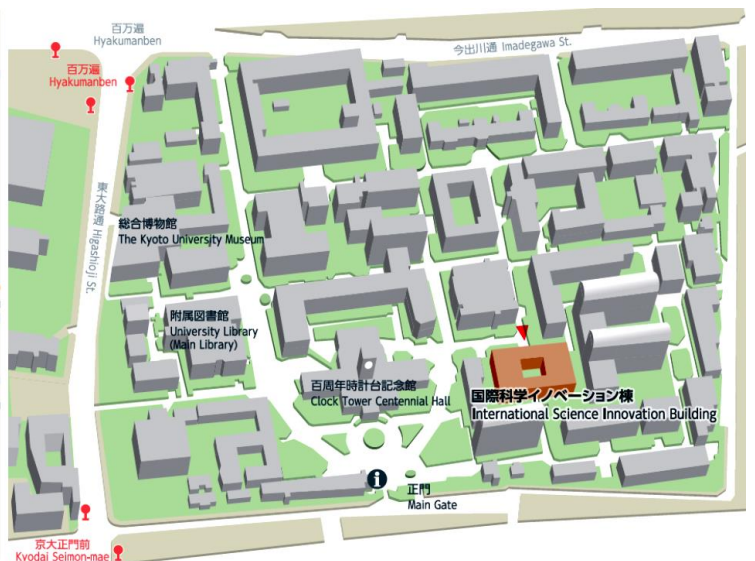 百万遍
Hyakumanben
百万遍
Hyakumanben
今出川通 Imadegawa St.
東大路通 Higashioji St.
総合博物館
The Kyoto University Museum
附属図書館
University Library
(Main Library)
百周年時計台記念館
Clock Tower Centennial Hall
国際科学イノベーション棟
International Science Innovation Building
i
正門
Main Gate
京大正門前
Kyodai Seimon-mae